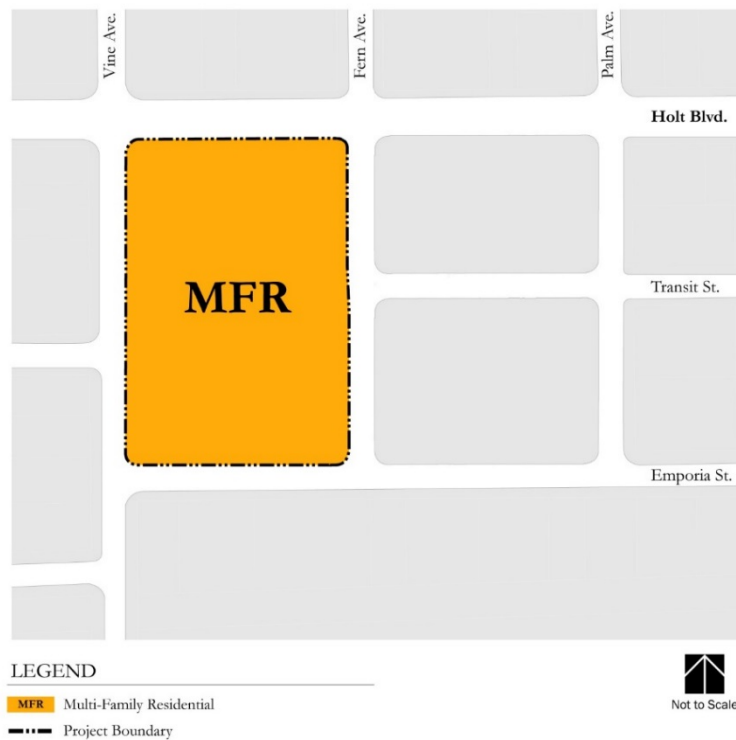 Vine Ave.
Fern Ave.
Palm Ave.
Holt Blvd.
MFR
Transit St.
Emporia St.
LEGEND
MFR Multi-Family Residential
Project Boundary
Not to Scale